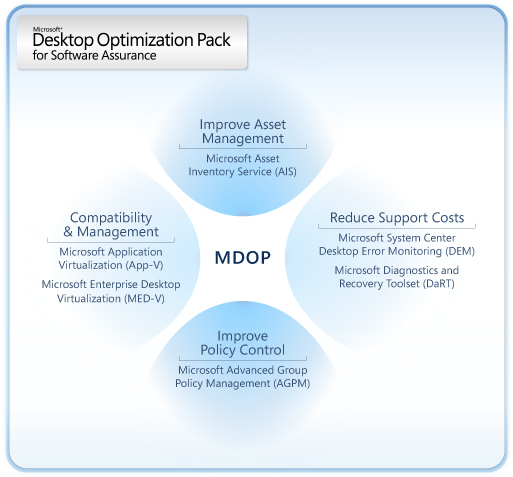 Microsoft®
Desktop Optimization Pack
for Software Assurance
Improve Asset
Management
Microsoft Asset
Inventory Service (AIS)
Compatibility
& Management
Microsoft Application
Virtualization (App-V)
Microsoft Enterprise Desktop
Virtualization (MED-V)
MDOP
Reduce Support Costs
Microsoft System Center
Desktop Error Monitoring (DEM)
Microsoft Diagnostics and
Recovery Toolset (DaRT)
Improve
Policy Control
Microsoft Advanced Group
Policy Management (AGPM)